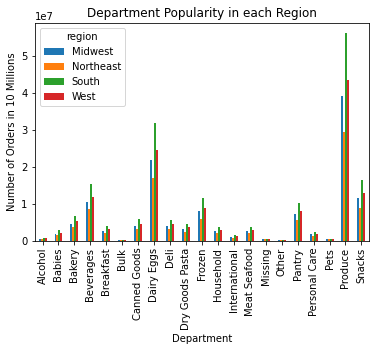 Department Popularity in each Region
1e7
region
Midwest
Northeast
South
West
Number of Orders in 10 Millions
5
4
3
2
1
0
Alcohol
Babies
Bakery
Beverages
Breakfast
Bulk
Canned Goods
Dairy Eggs
Deli
Dry Goods Pasta
Frozen
Household
International
Meat Seafood
Missing
Other
Pantry
Personal Care
Pets
Produce
Snacks
Department